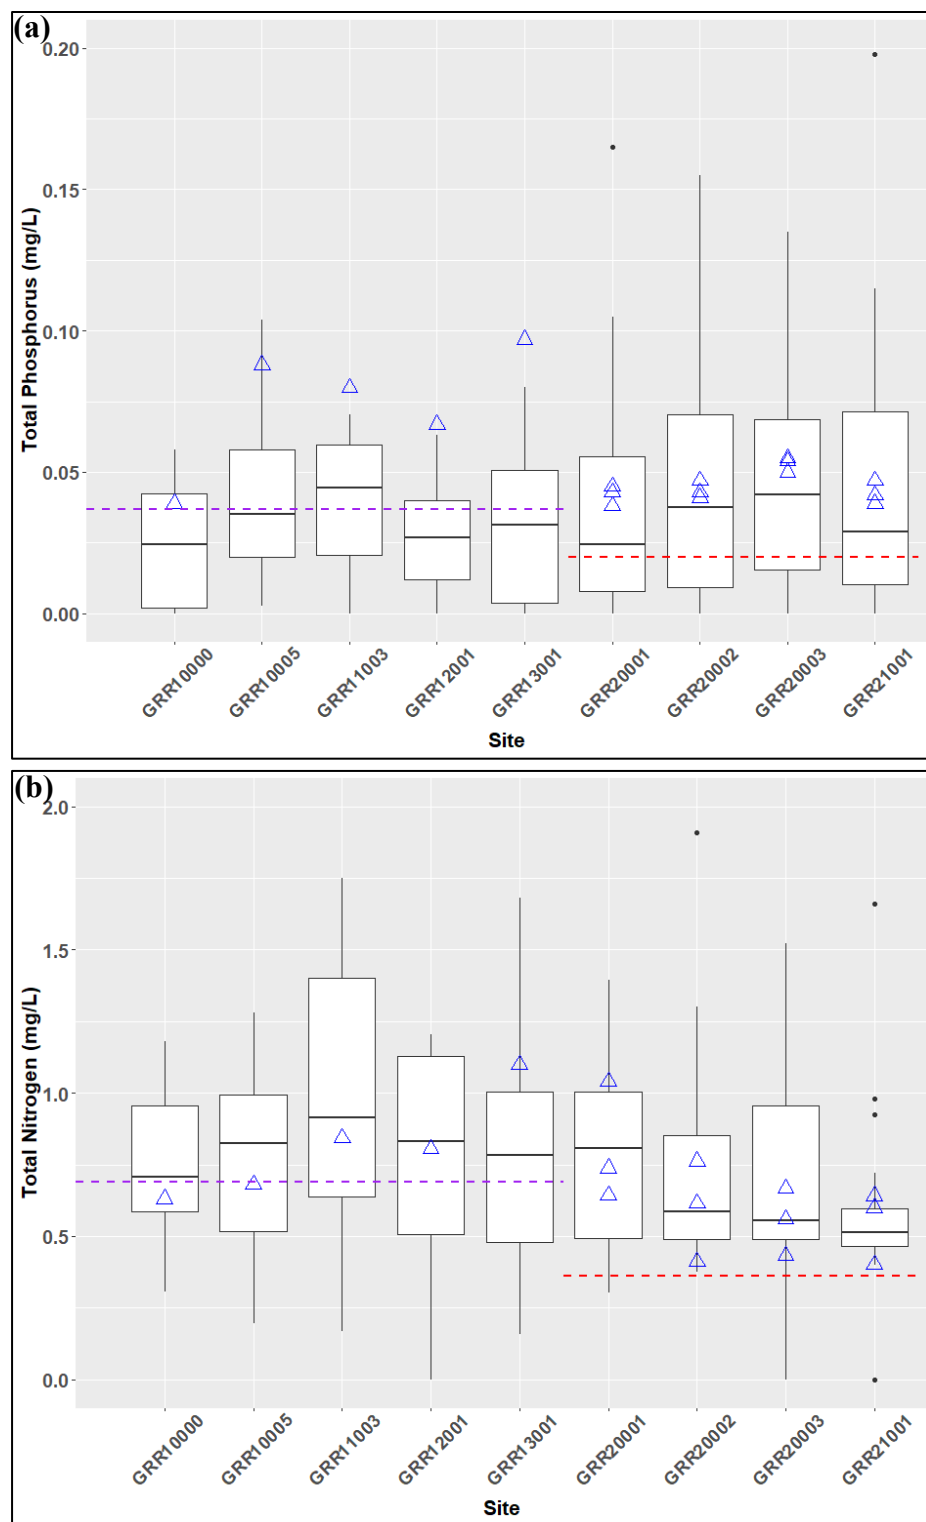 (a)
Total Phosphorus (mg/L)
0.20
0.15
0.10
0.05
0.00
GRR10000
GRR10005
GRR11003
GRR12001
GRR13001
GRR20001
GRR20002
GRR20003
GRR21001
Site
(b)
Total Nitrogen (mg/L)
2.0
1.5
1.0
0.5
0.0
GRR10000
GRR10005
GRR11003
GRR12001
GRR13001
GRR20001
GRR20002
GRR20003
GRR21001
Site